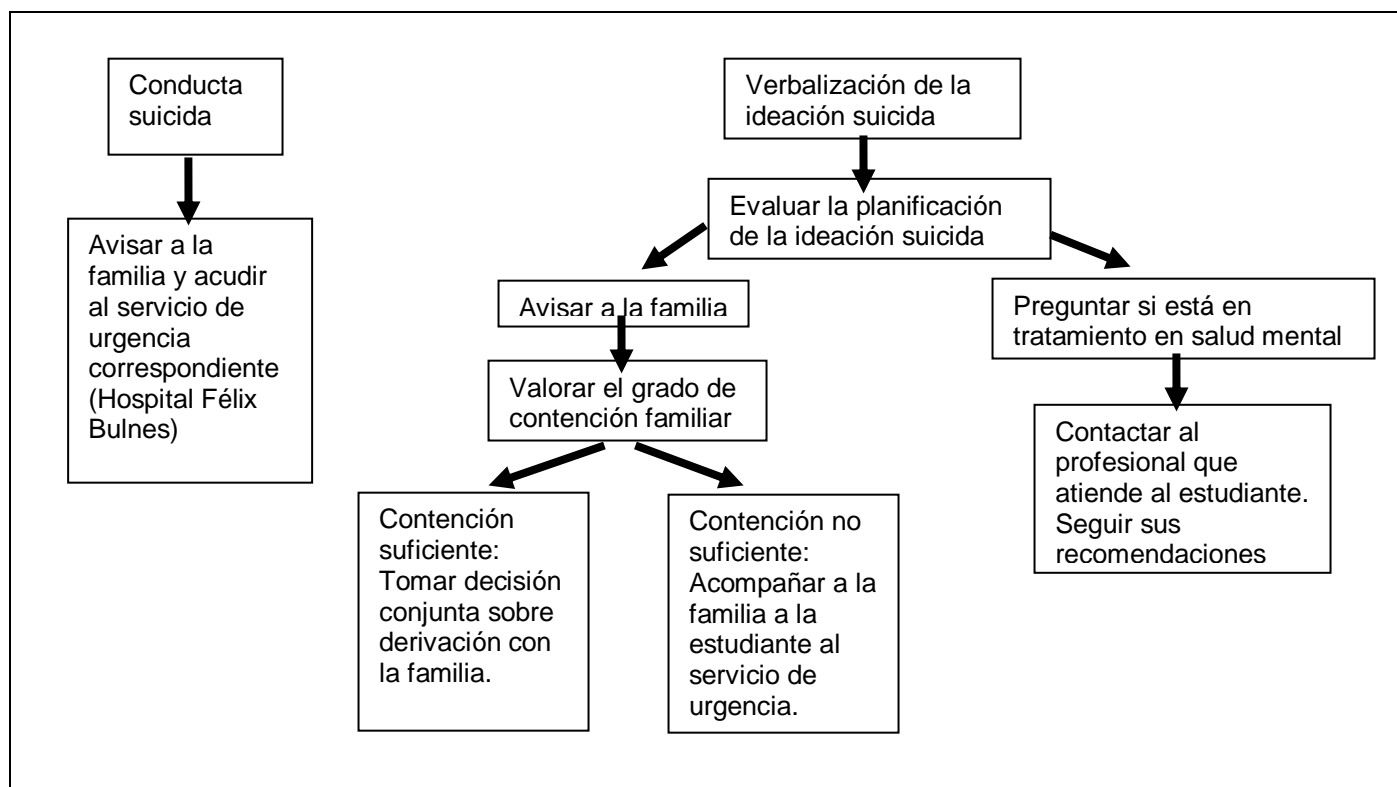 Conducta
suicida
Avisar a la
familia y acudir
al servicio de
urgencia
correspondiente
(Hospital Félix
Bulnes)
Verbalización de la
ideación suicida
Evaluar la planificación
de la ideación suicida
Avisar a la familia
Valorar el grado de
contención familiar
Contención
suficiente:
Tomar decisión
conjunta sobre
derivación con
la familia.
Contención no
suficiente:
Acompañar a la
familia a la
estudiante al
servicio de
urgencia.
Preguntar si está en
tratamiento en salud mental
Contactar al
profesional que
atiende al estudiante.
Seguir sus
recomendaciones